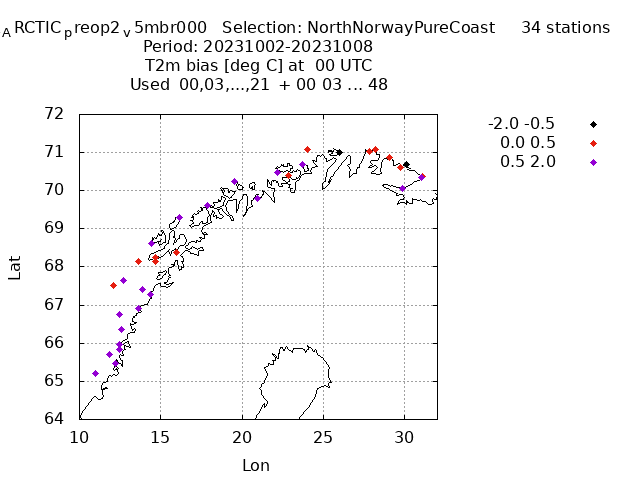 ARCTIC preop2 v5mbr000 Selection: NorthNorwayPureCoast 34 stations
Period: 20231002-20231008
T2m bias [deg C] at 00 UTC
Used 00,03,...,21 + 00 03 ... 48
-2.0 -0.5
0.0 0.5
0.5 2.0
72
71
70
69
68
67
66
65
64
Lat
10 15 20 25 30
Lon